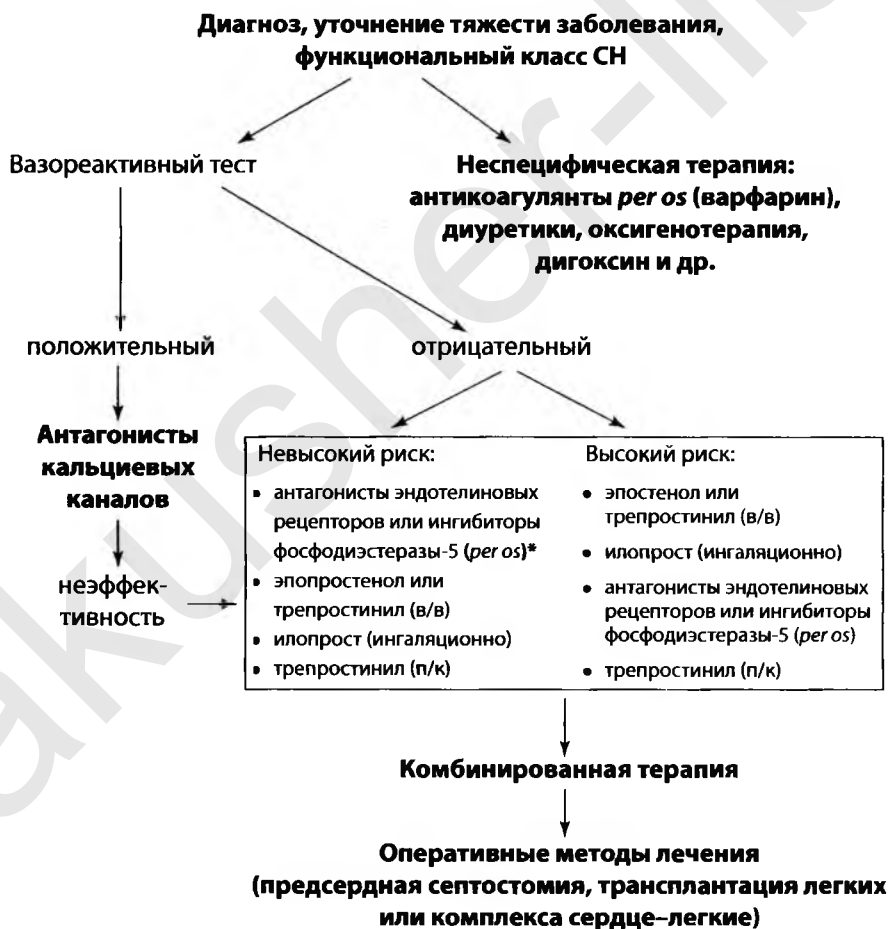 Диагноз, уточнение тяжести заболевания,
функциональный класс СН
Вазореактивный тест
Неспецифическая терапия:
антикоагулянты per os (варфарин),
диуретики, оксигенотерапия,
дигоксин и др.
положительный
отрицательный
Антагонисты
кальциевых
каналов
неэффек-
тивность
Невысокий риск:
• антагонисты эндотелиновых
рецепторов или ингибиторы
фосфодиэстеразы-5 (per os)*
• эпопростенол или
трепростинил (в/в)
• илопрост (ингаляционно)
• трепростинил (п/к)
Высокий риск:
• эпостенол или
трепростинил (в/в)
• илопрост (ингаляционно)
• антагонисты эндотелиновых
рецепторов или ингибиторы
фосфодиэстеразы-5 (per os)
• трепростинил (п/к)
Комбинированная терапия
Оперативные методы лечения
(предсердная септостомия, трансплантация легких
или комплекса сердце–легкие)
akusher-lib